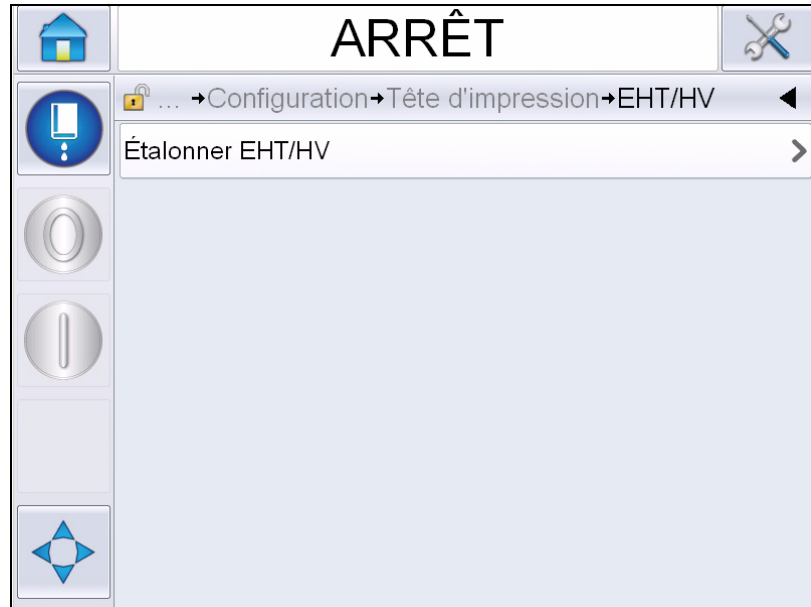 ARRÊT
... →Configuration→Tête d'impression→EHT/HV
Étalonner EHT/HV